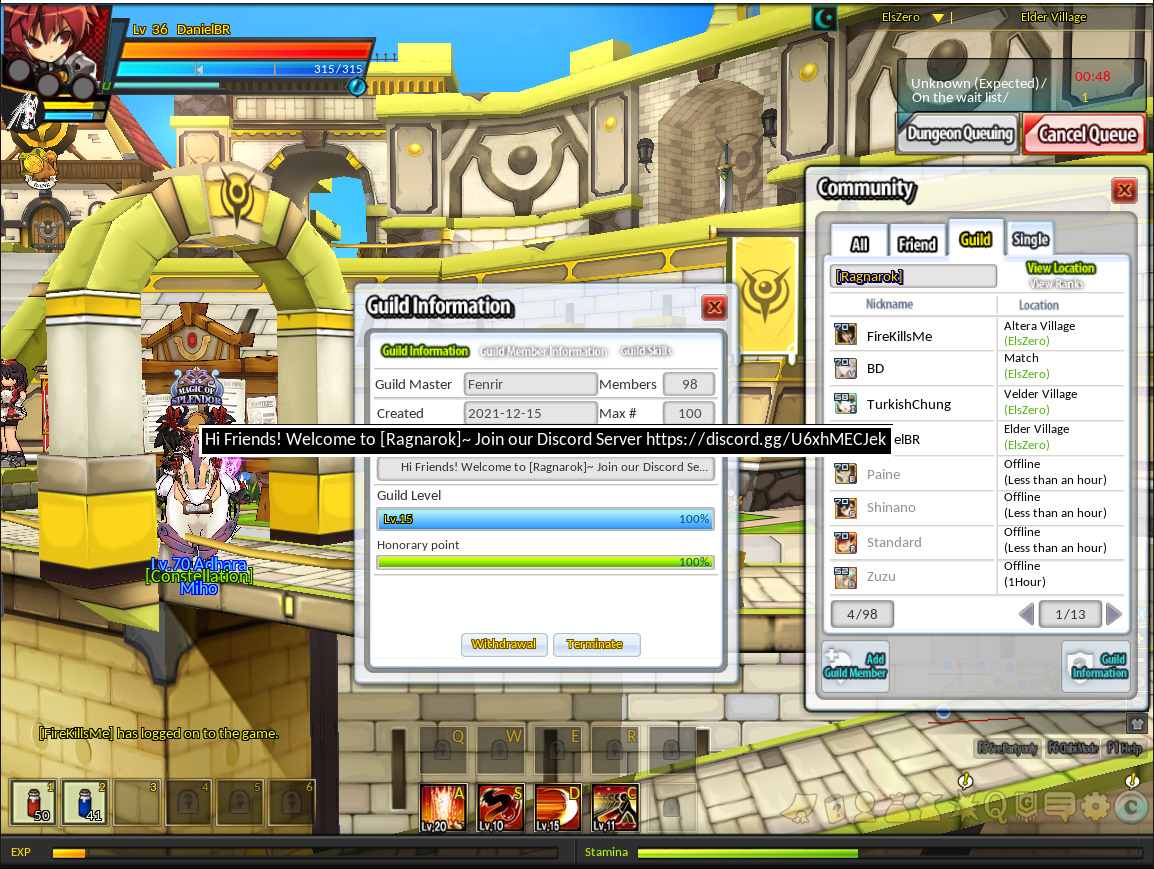 Lv 36 DanielBR
315/315
ElsZero
Elder Village
Unknown (Expected)/
On the wait list/
00:48
1
Dungeon Queuing
Cancel Queue
Community
All
Friend
Guild
Single
[Ragnarok]
View Location
View Ranks
Nickname
Location
FireKillsMe
Altera Village
(ElsZero)
BD
Match
(ElsZero)
TurkishChung
Velder Village
(ElsZero)
elBR
Elder Village
(ElsZero)
Paine
Offline
(Less than an hour)
Shinano
Offline
(Less than an hour)
Standard
Offline
(Less than an hour)
Zuzu
Offline
(1Hour)
4/98
1/13
Add
Guild Member
Guild
Information
Guild Information
Guild Information
Guild Member Information
Guild Skills
Guild Master
Fenrir
Members
98
Created
2021-12-15
Max #
100
Hi Friends! Welcome to [Ragnarok]~ Join our Discord Server https://discord.gg/U6xhMECJek
Hi Friends! Welcome to [Ragnarok]~ Join our Discord Se...
Guild Level
Lv.15
100%
Honorary point
100%
Withdrawal
Terminate
MAGIC OF
SPLENDOR
Lv.70 Adhara
[Constellation]
Miho
[FireKillsMe] has logged on to the game.
Q
W
E
R
F1 Help
1
50
2
41
3
4
5
6
A
Lv.20
S
Lv.10
D
Lv.15
C
Lv.11
EXP
Stamina